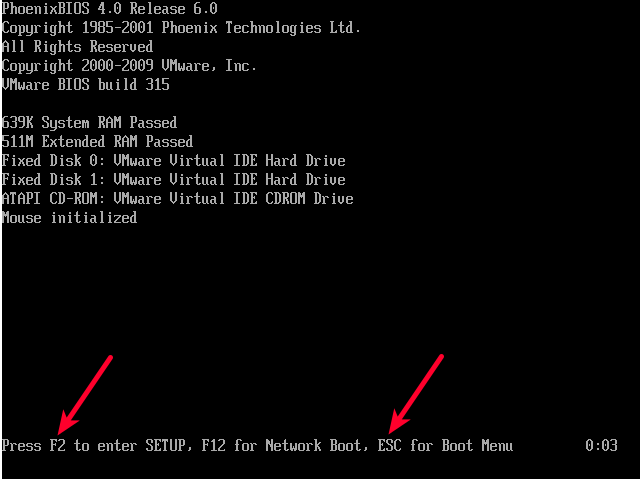 PhoenixBIOS 4.0 Release 6.0
Copyright 1985-2001 Phoenix Technologies Ltd.
All Rights Reserved
Copyright 2000-2009 VMware, Inc.
VMware BIOS build 315
639K System RAM Passed
511M Extended RAM Passed
Fixed Disk 0: VMware Virtual IDE Hard Drive
Fixed Disk 1: VMware Virtual IDE Hard Drive
ATAPI CD-ROM: VMware Virtual IDE CDROM Drive
Mouse initialized
Press F2 to enter SETUP, F12 for Network Boot, ESC for Boot Menu 0:03